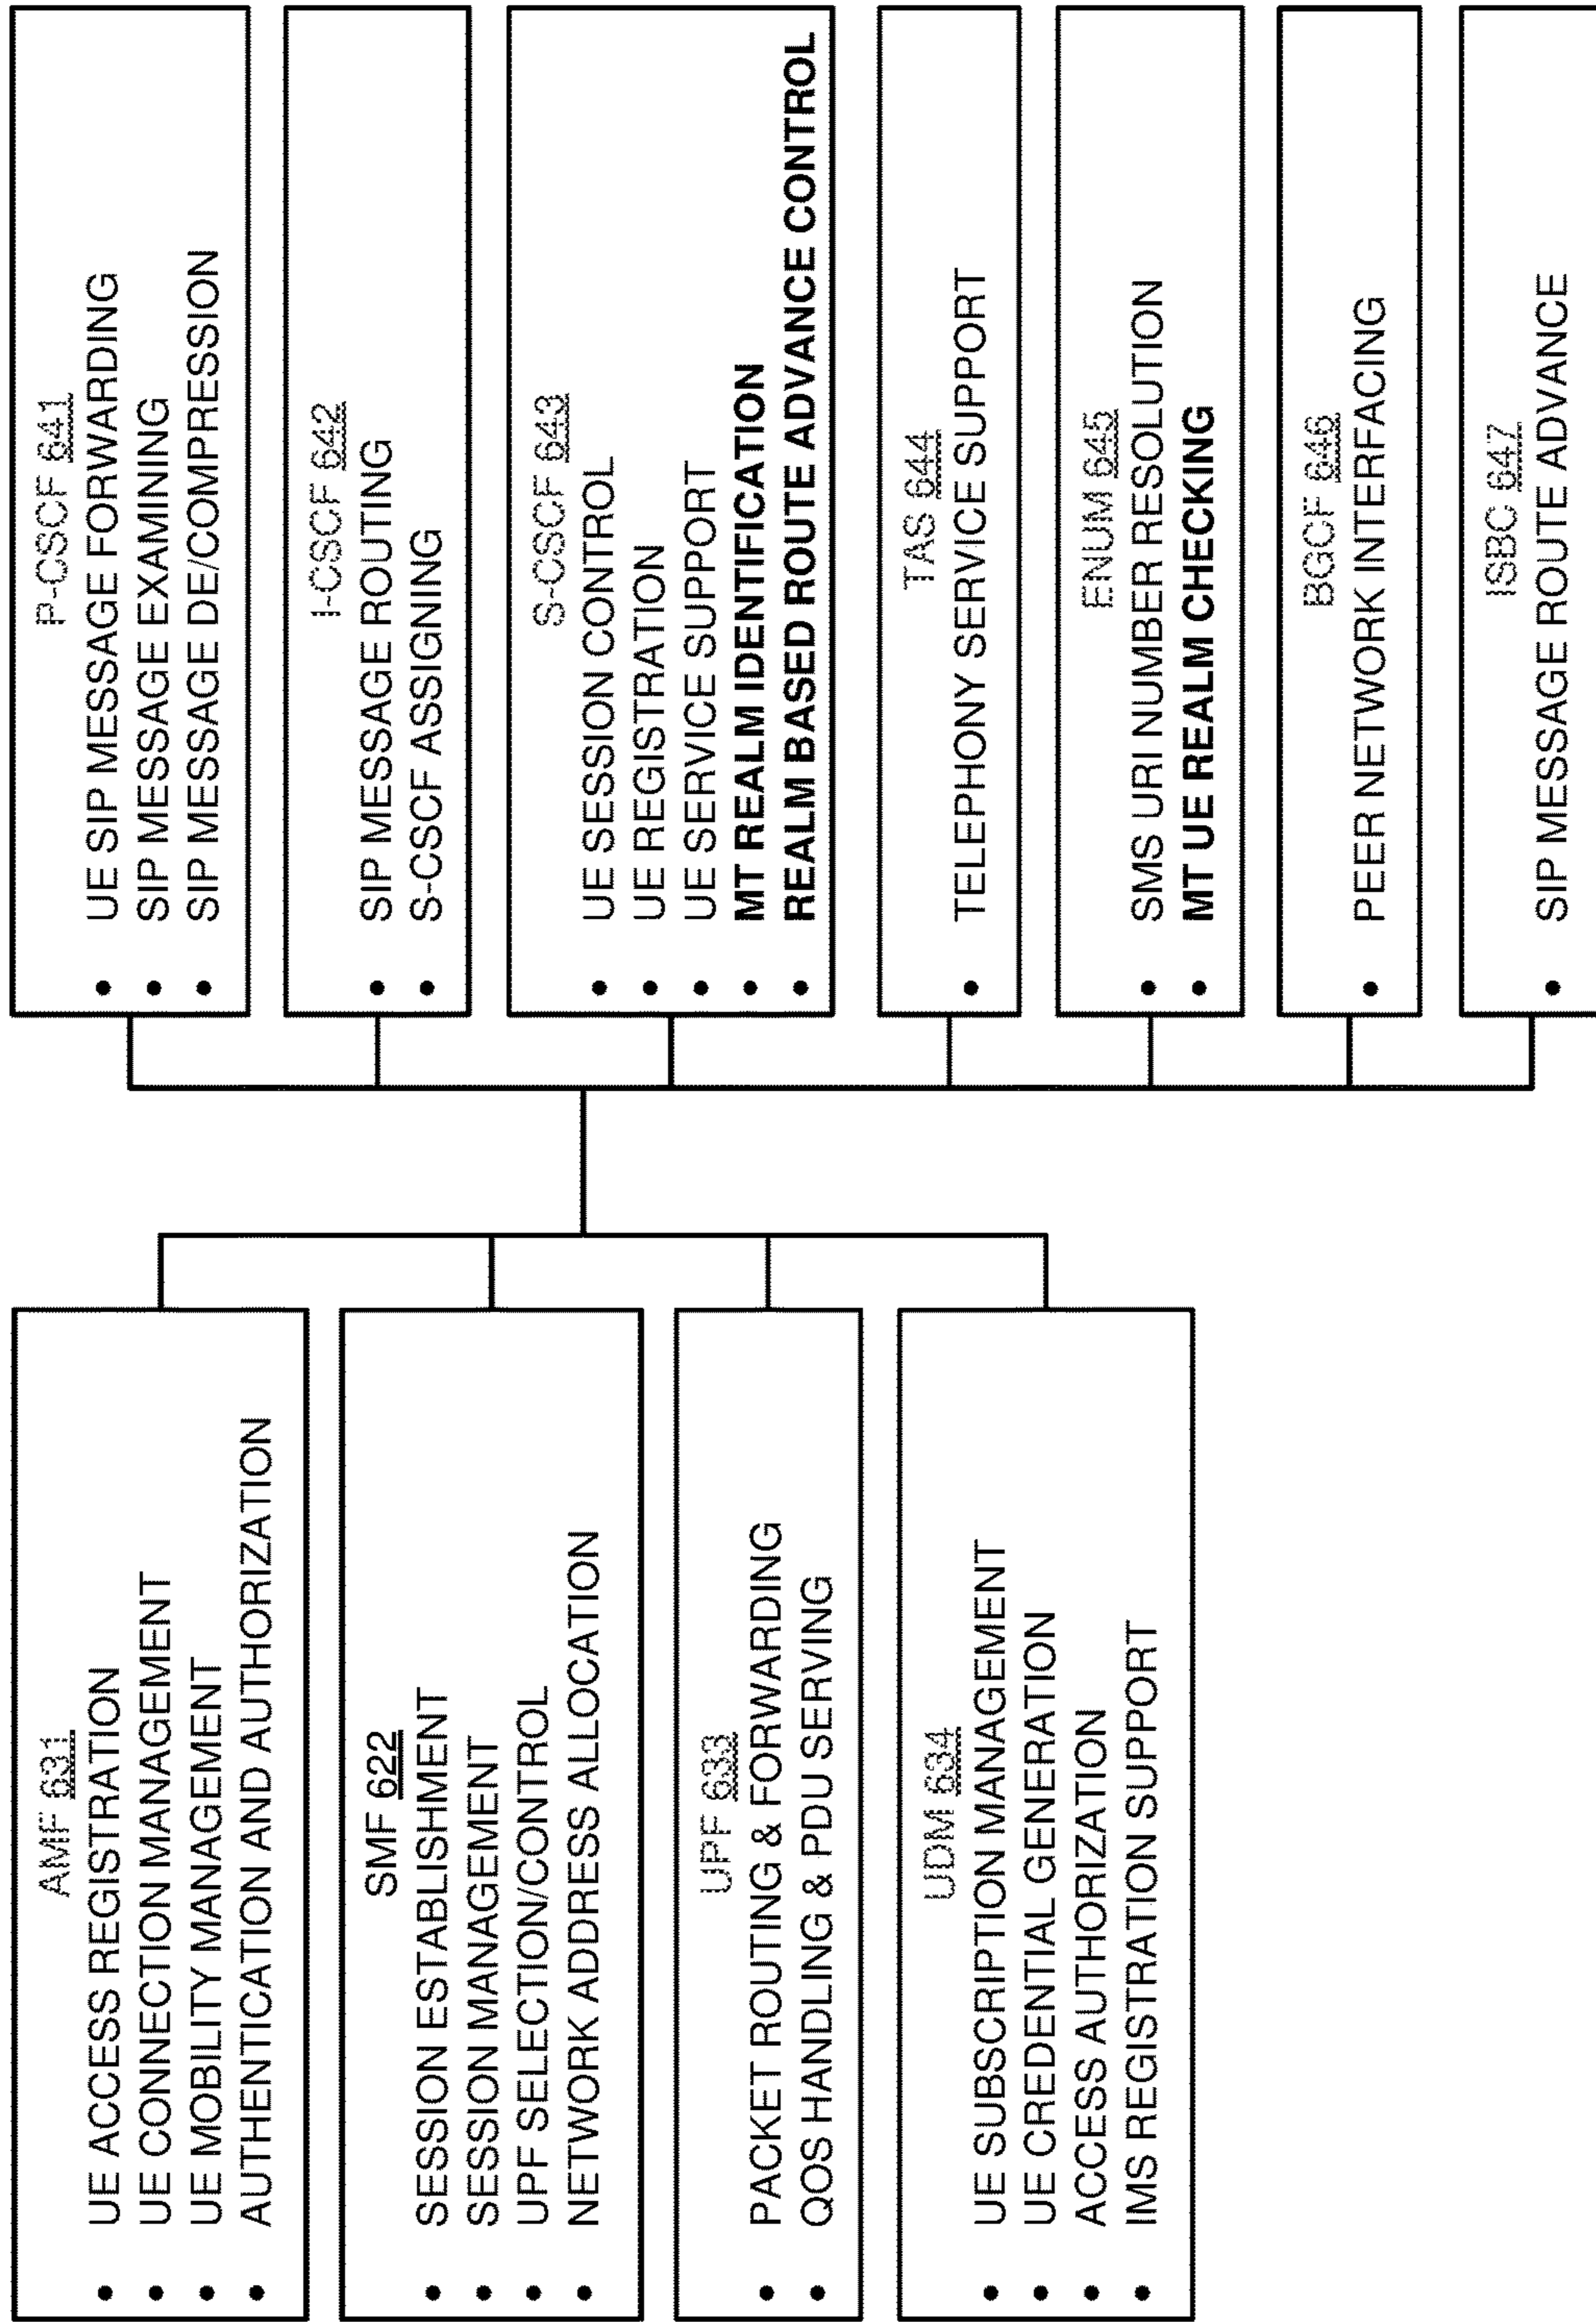 AMF 631
• UE ACCESS REGISTRATION
• UE CONNECTION MANAGEMENT
• UE MOBILITY MANAGEMENT
• AUTHENTICATION AND AUTHORIZATION
SMF 622
• SESSION ESTABLISHMENT
• SESSION MANAGEMENT
• UPF SELECTION/CONTROL
• NETWORK ADDRESS ALLOCATION
UPF 633
• PACKET ROUTING & FORWARDING
• QOS HANDLING & PDU SERVING
UDM 634
• UE SUBSCRIPTION MANAGEMENT
• UE CREDENTIAL GENERATION
• ACCESS AUTHORIZATION
• IMS REGISTRATION SUPPORT
P-CSCF 641
• UE SIP MESSAGE FORWARDING
• SIP MESSAGE EXAMINING
• SIP MESSAGE DE/COMPRESSION
I-CSCF 642
• SIP MESSAGE ROUTING
• S-CSCF ASSIGNING
S-CSCF 643
• UE SESSION CONTROL
• UE REGISTRATION
• UE SERVICE SUPPORT
• MT REALM IDENTIFICATION
• REALM BASED ROUTE ADVANCE CONTROL
TAS 644
• TELEPHONY SERVICE SUPPORT
ENUM 645
• SMS URI NUMBER RESOLUTION
• MT UE REALM CHECKING
BGCF 646
• PEER NETWORK INTERFACING
ISBC 647
• SIP MESSAGE ROUTE ADVANCE